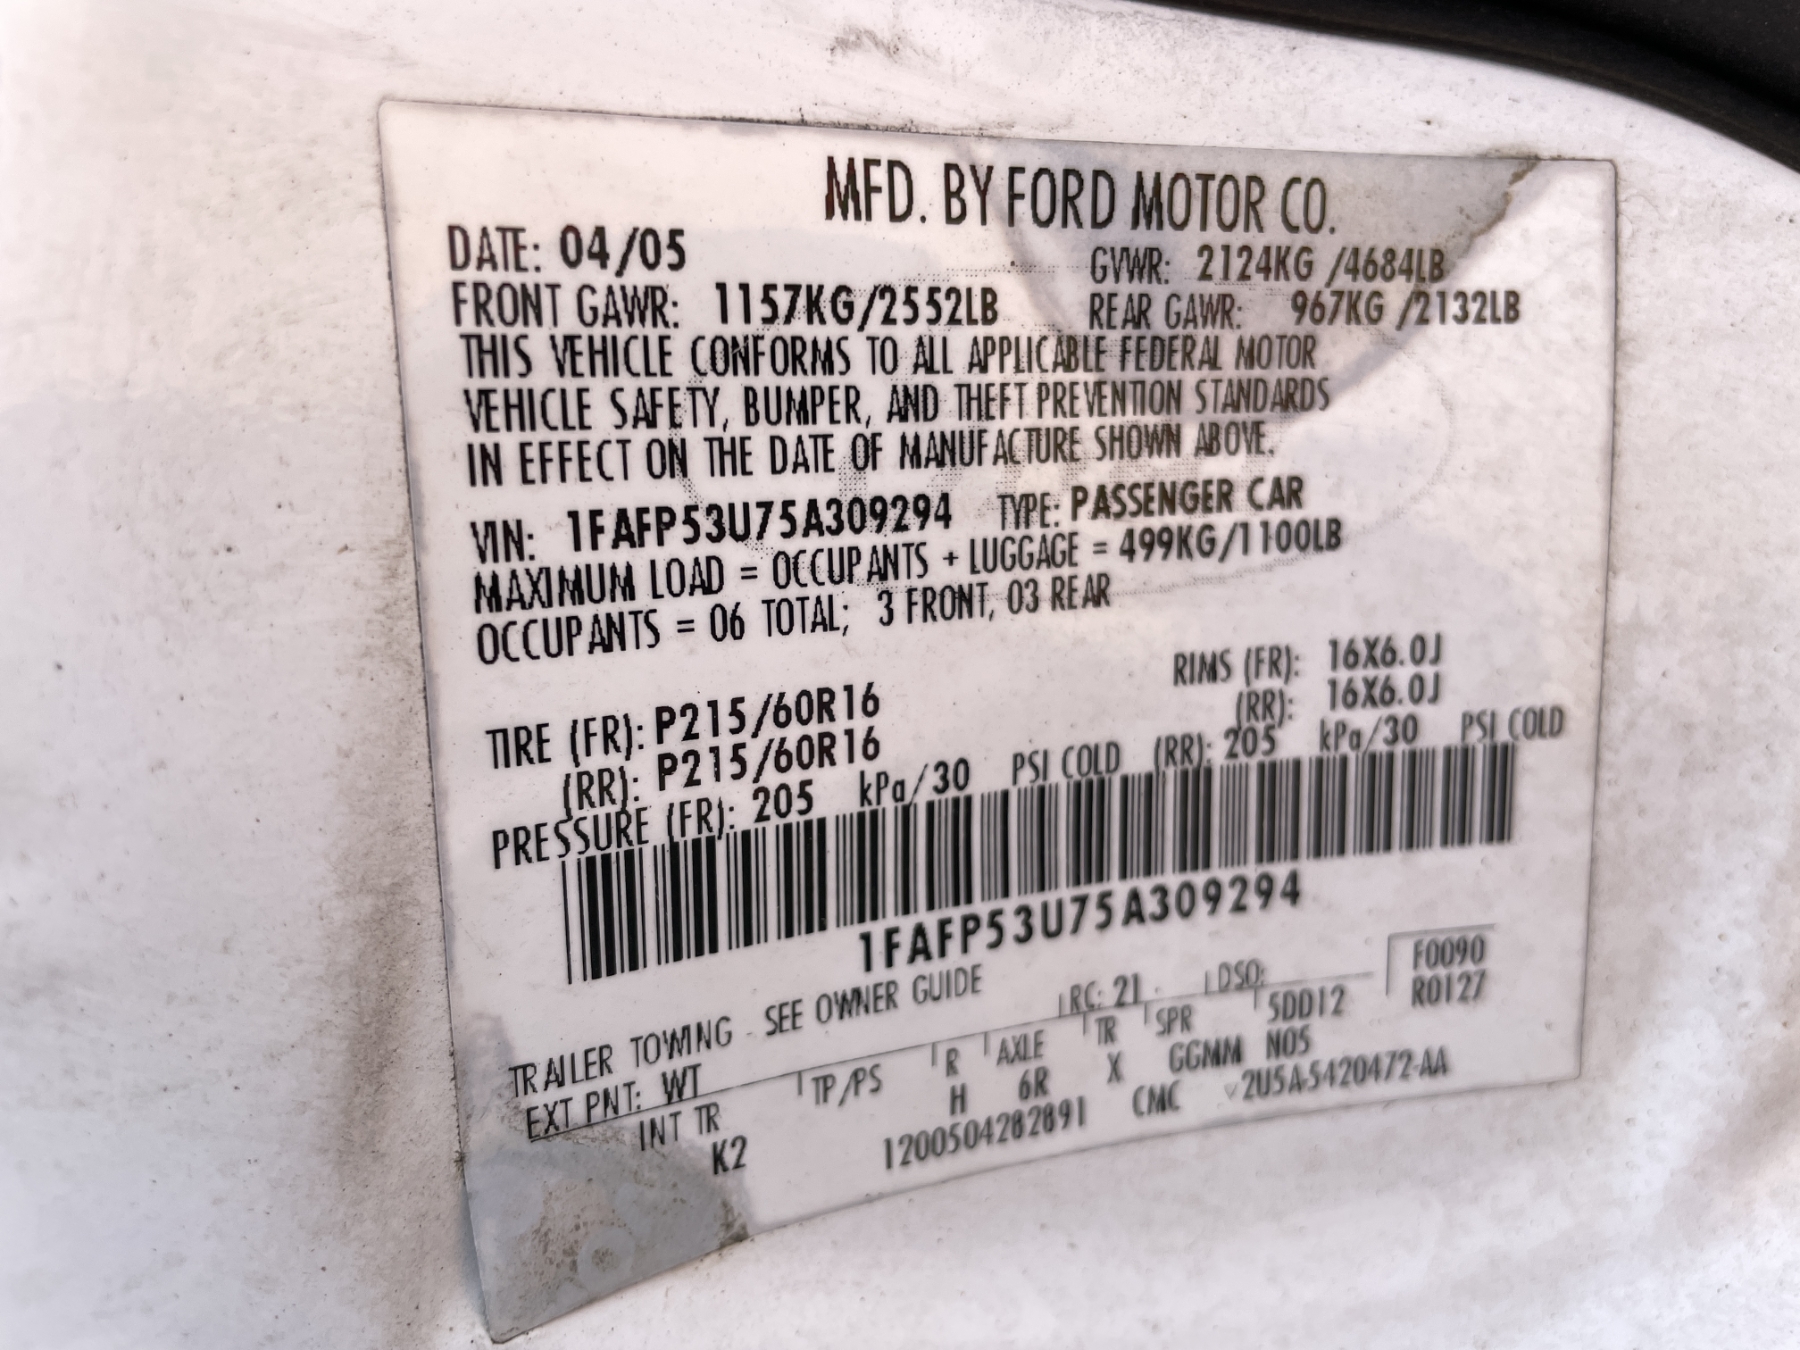 MFD. BY FORD MOTOR CO.
DATE: 04/05 GVWR: 2124KG /4684LB
FRONT GAWR: 1157KG/2552LB REAR GAWR: 967KG /2132LB
THIS VEHICLE CONFORMS TO ALL APPLICABLE FEDERAL MOTOR
VEHICLE SAFETY, BUMPER, AND THEFT PREVENTION STANDARDS
IN EFFECT ON THE DATE OF MANUFACTURE SHOWN ABOVE.
VIN: 1FAFP53U75A309294 TYPE: PASSENGER CAR
MAXIMUM LOAD = OCCUPANTS + LUGGAGE = 499KG/1100LB
OCCUPANTS = 06 TOTAL; 3 FRONT, 03 REAR
TIRE (FR): P215/60R16 RIMS (FR): 16X6.0J
(RR): P215/60R16 (RR): 16X6.0J
PRESSURE (FR): 205 kPa/30 PSI COLD (RR): 205 kPa/30 PSI COLD
1FAFP53U75A309294
TRAILER TOWING - SEE OWNER GUIDE
EXT PNT: WT RC: 21 DSO: F0090
INT TR TP/PS R AXLE TR SPR 5DD12 R0127
K2 H 6R X GGMM N05
1200504282891 CMC 2U5A-5420472-AA